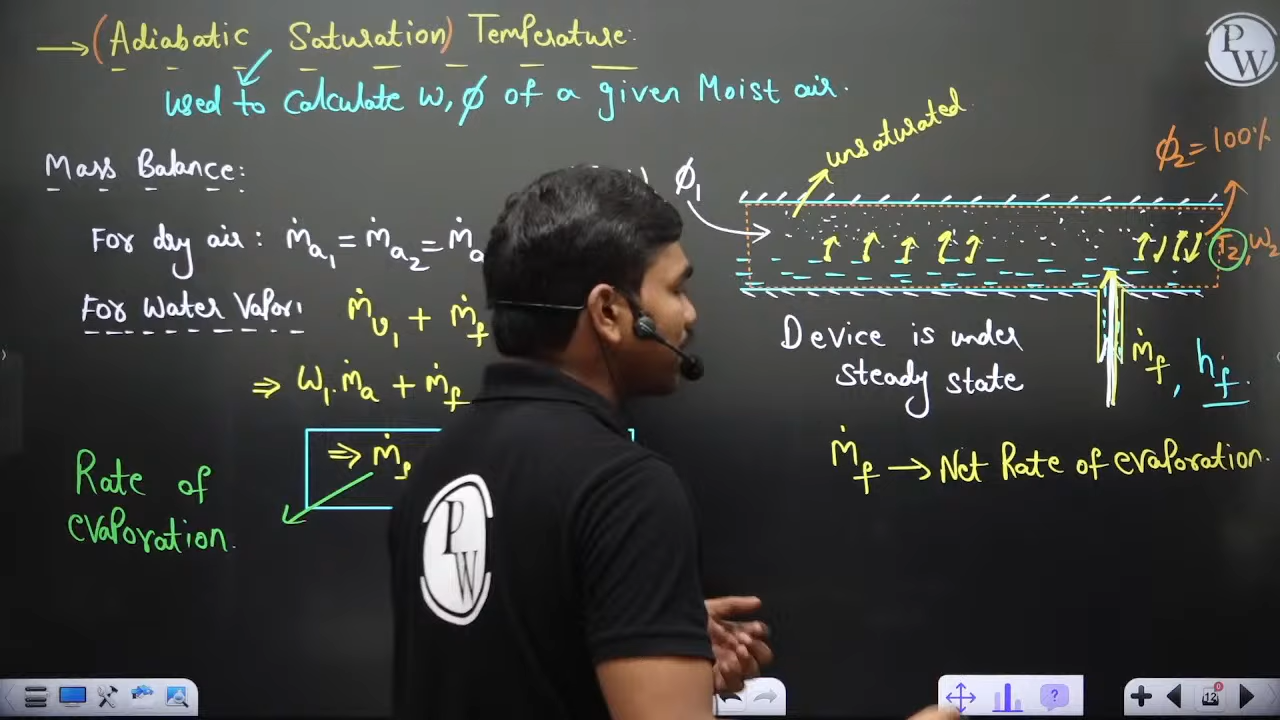 → (Adiabatic Saturation) Temperature:
used to calculate ω, ϕ of a given Moist air.
Mass Balance:
For dry air: ṁa₁ = ṁa₂ = ṁa
For Water Vapor:
ṁv₁ + ṁf
⇒ ω₁.ṁa + ṁf
⇒ ṁf
Rate of
evaporation.
unsaturated
ϕ₁
ϕ₂ = 100%
T₂, ω₂
Device is under
steady state
ṁf, hf.
ṁf → Net Rate of evaporation.
PW
PW
12